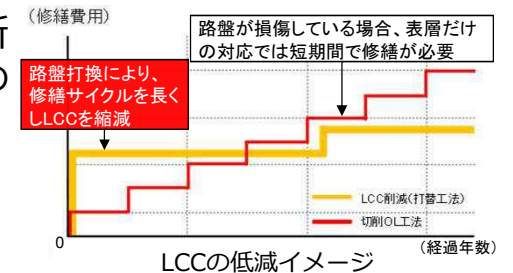 (修繕費用)
新
の
路盤が損傷している場合、表層だけ
の対応では短期間で修繕が必要
路盤打換により、
修繕サイクルを長く
しLCCを縮減
LCC削減(打替工法)
切削OL工法
0
(経過年数)
LCCの低減イメージ